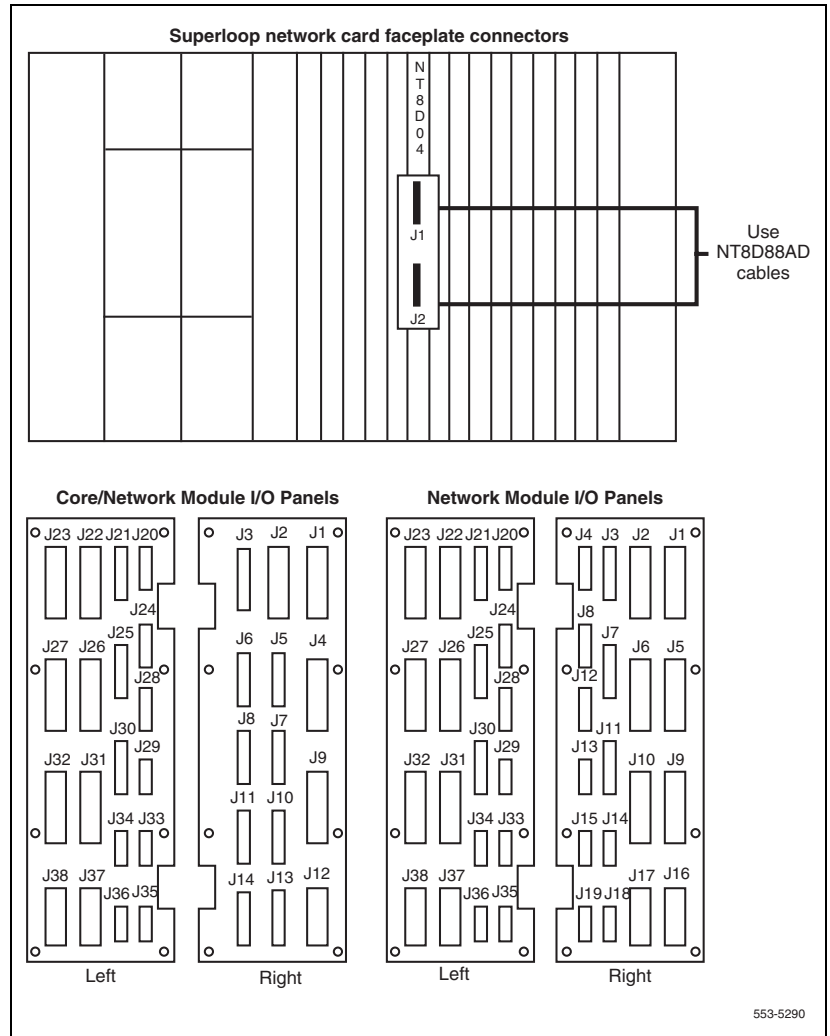 Superloop network card faceplate connectors
N
T
8
D
0
4
J1
J2
Use
NT8D88AD
cables
Core/Network Module I/O Panels
J23 J22 J21 J20
J24
J25
J27 J26
J28
J30
J29
J32 J31
J34 J33
J38 J37
J36 J35
Left
J3 J2 J1
J6 J5 J4
J8 J7
J9
J11 J10
J14 J13 J12
Right
Network Module I/O Panels
J23 J22 J21 J20
J24
J25
J27 J26
J28
J30
J29
J32 J31
J34 J33
J38 J37
J36 J35
Left
J4 J3 J2 J1
J8
J7
J6 J5
J12
J11
J13 J10 J9
J15 J14
J17 J16
J19 J18
Right
553-5290